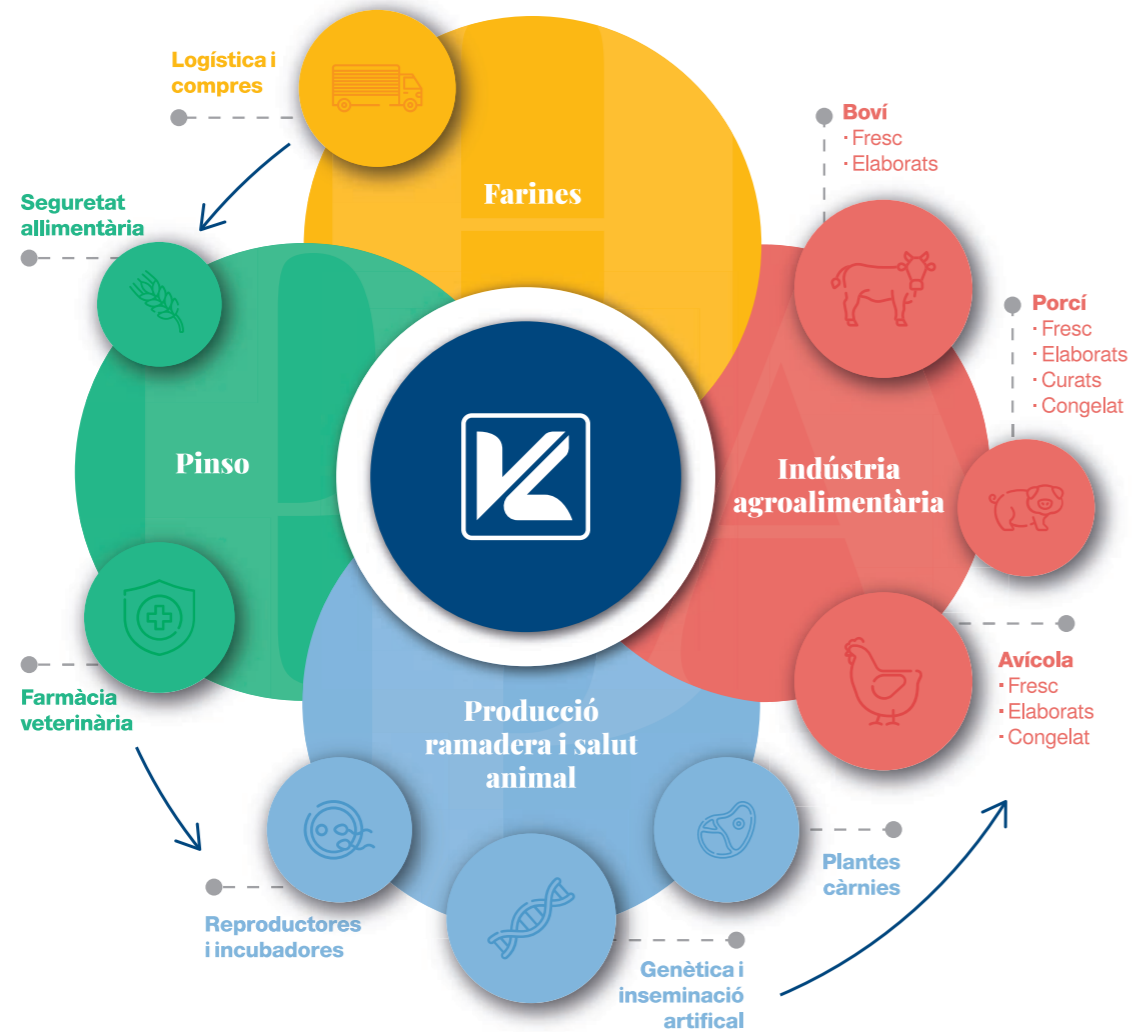 Logística i
compres
Farines
Boví
· Fresc
· Elaborats
Seguretat
allimentària
Porcí
· Fresc
· Elaborats
· Curats
· Congelat
Pinso
Indústria
agroalimentària
Avícola
· Fresc
· Elaborats
· Congelat
Farmàcia
veterinària
Producció
ramadera i salut
animal
Plantes
càrnies
Reproductores
i incubadores
Genètica i
inseminació
artifical